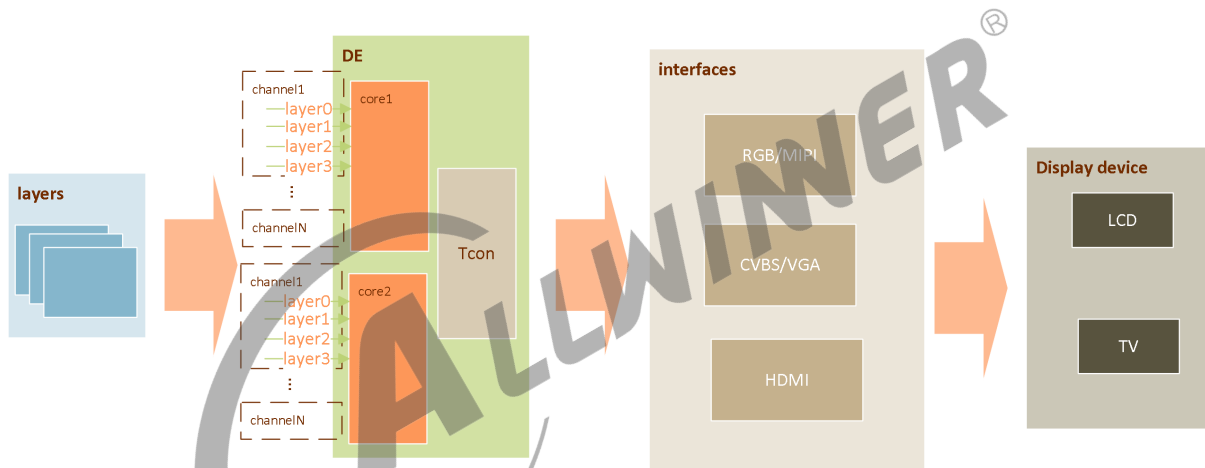 layers
channel1
layer0
layer1
layer2
layer3
...
channelN
channel1
layer0
layer1
layer2
layer3
...
channelN
DE
core1
core2
Tcon
interfaces
RGB/MIPI
CVBS/VGA
HDMI
Display device
LCD
TV
ALLWINNER®